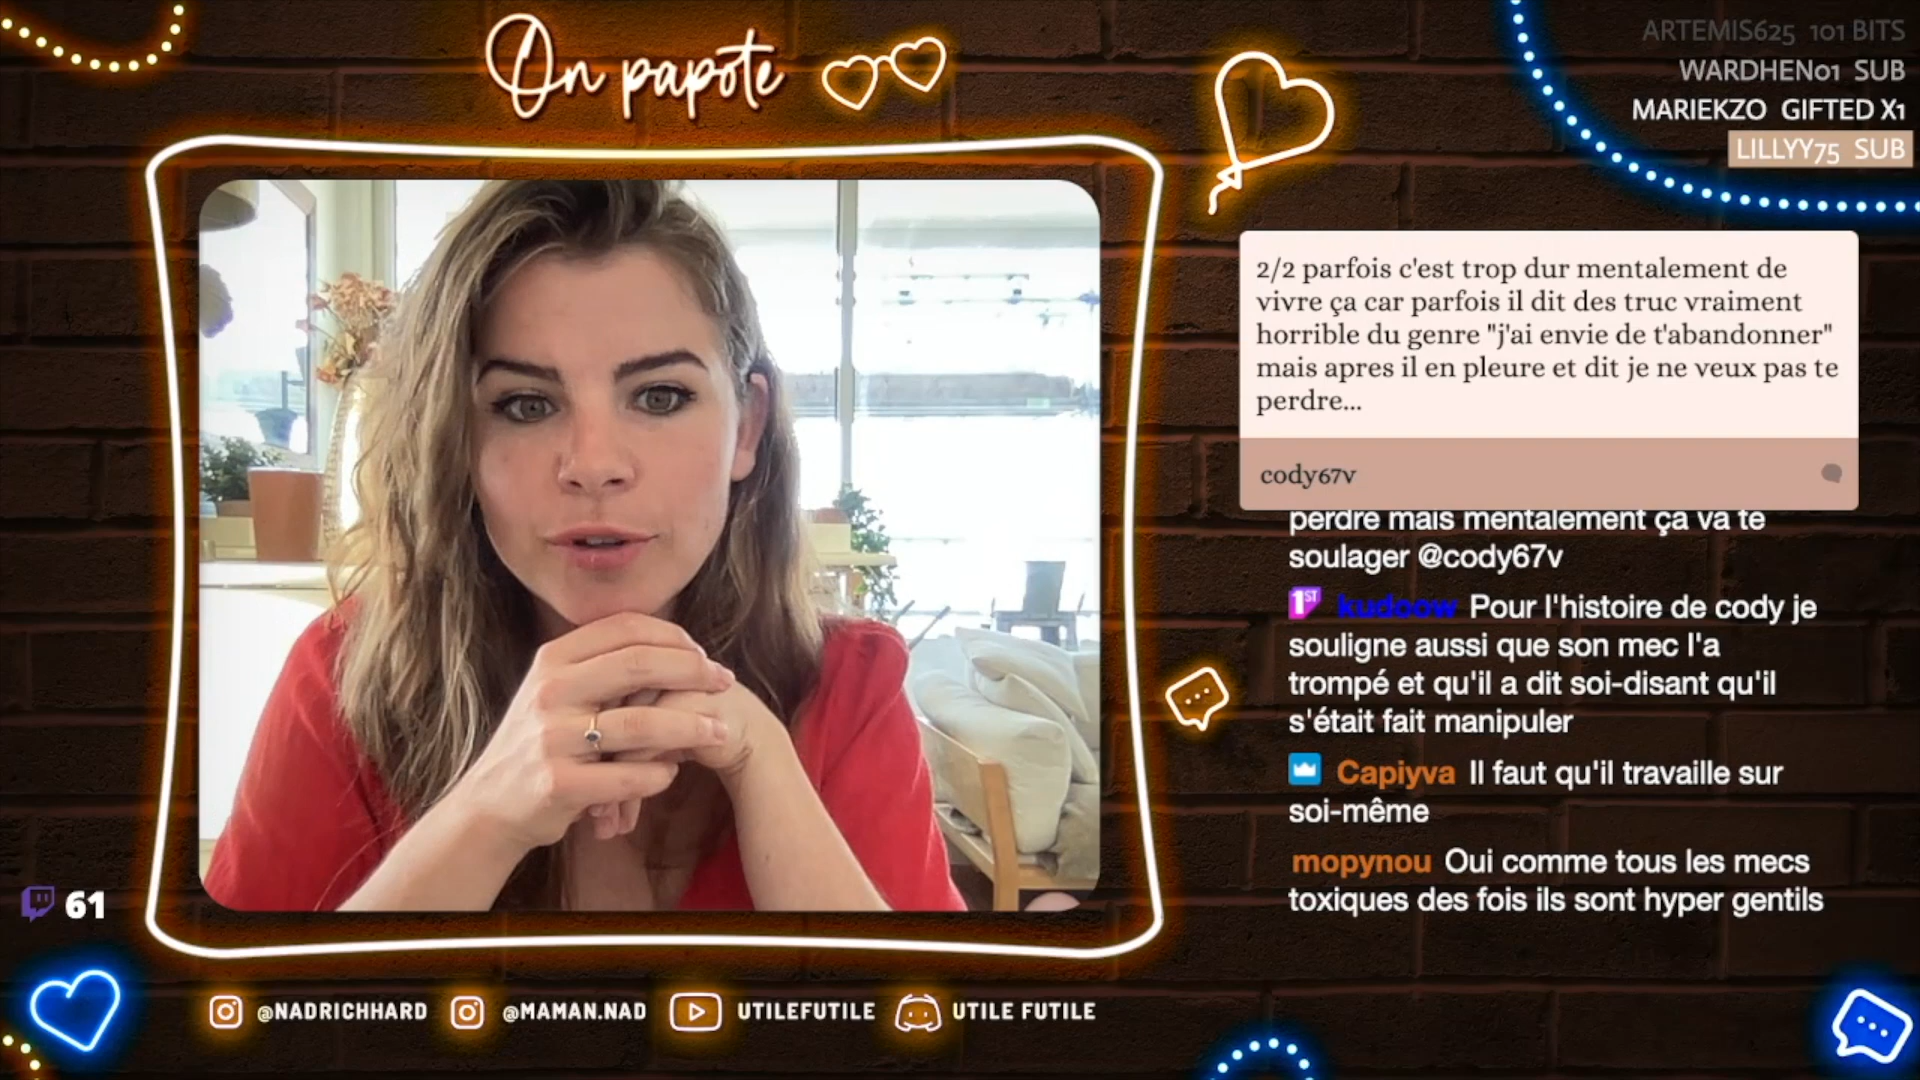 On papote
ARTEMIS625 101 BITS
WARDHEN01 SUB
MARIEKZO GIFTED X1
LILLYY75 SUB
2/2 parfois c'est trop dur mentalement de
vivre ça car parfois il dit des truc vraiment
horrible du genre "j'ai envie de t'abandonner"
mais apres il en pleure et dit je ne veux pas te
perdre...
cody67v
perdre mais mentalement ça va te
soulager @cody67v
1ST kudoow Pour l'histoire de cody je
souligne aussi que son mec l'a
trompé et qu'il a dit soi-disant qu'il
s'était fait manipuler
Capiyva Il faut qu'il travaille sur
soi-même
mopynou Oui comme tous les mecs
toxiques des fois ils sont hyper gentils
61
@NADRICHHARD @MAMAN.NAD UTILEFUTILE UTILE FUTILE